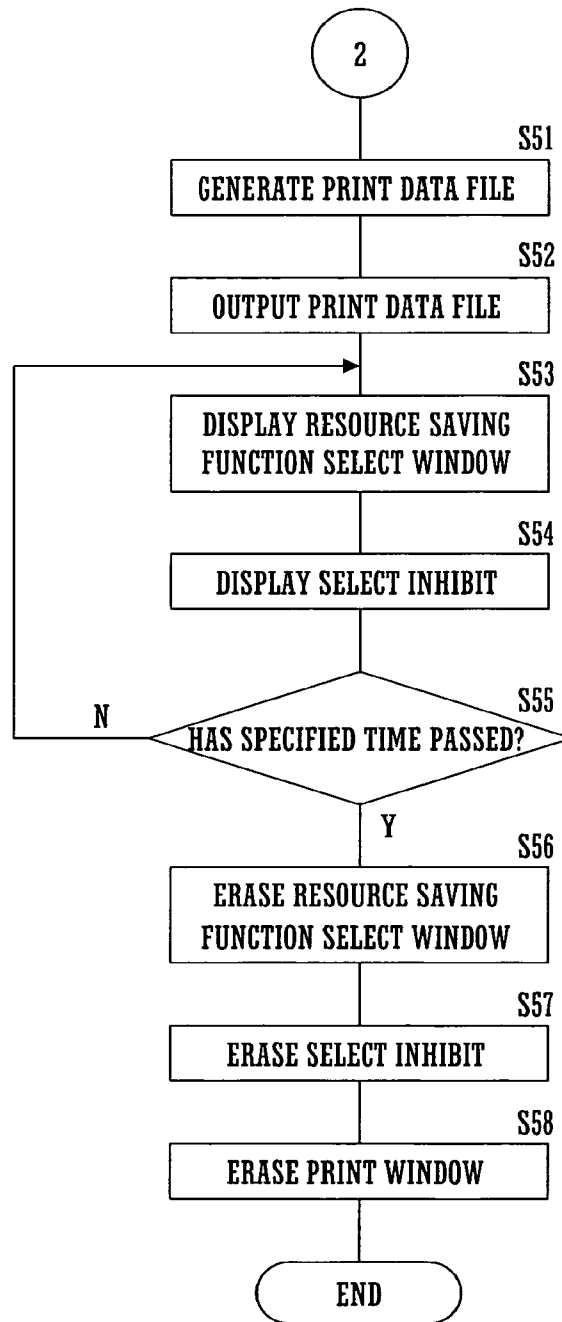 2
S51
GENERATE PRINT DATA FILE
S52
OUTPUT PRINT DATA FILE
S53
DISPLAY RESOURCE SAVING
FUNCTION SELECT WINDOW
S54
DISPLAY SELECT INHIBIT
S55
HAS SPECIFIED TIME PASSED?
N
Y
S56
ERASE RESOURCE SAVING
FUNCTION SELECT WINDOW
S57
ERASE SELECT INHIBIT
S58
ERASE PRINT WINDOW
END